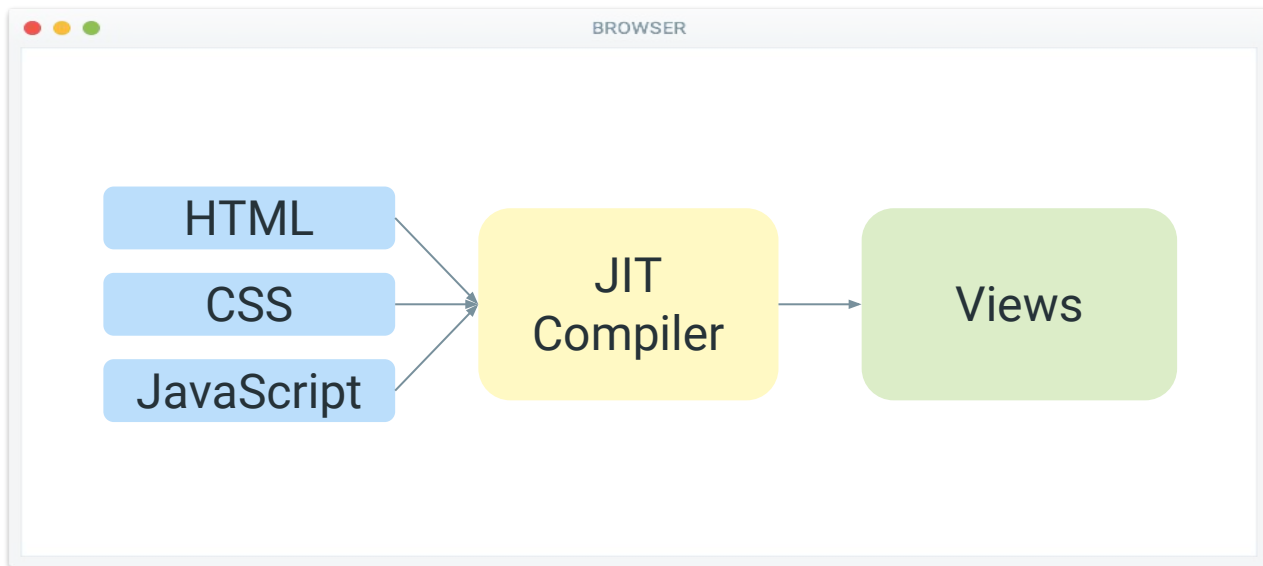 BROWSER
HTML
CSS
JavaScript
JIT
Compiler
Views